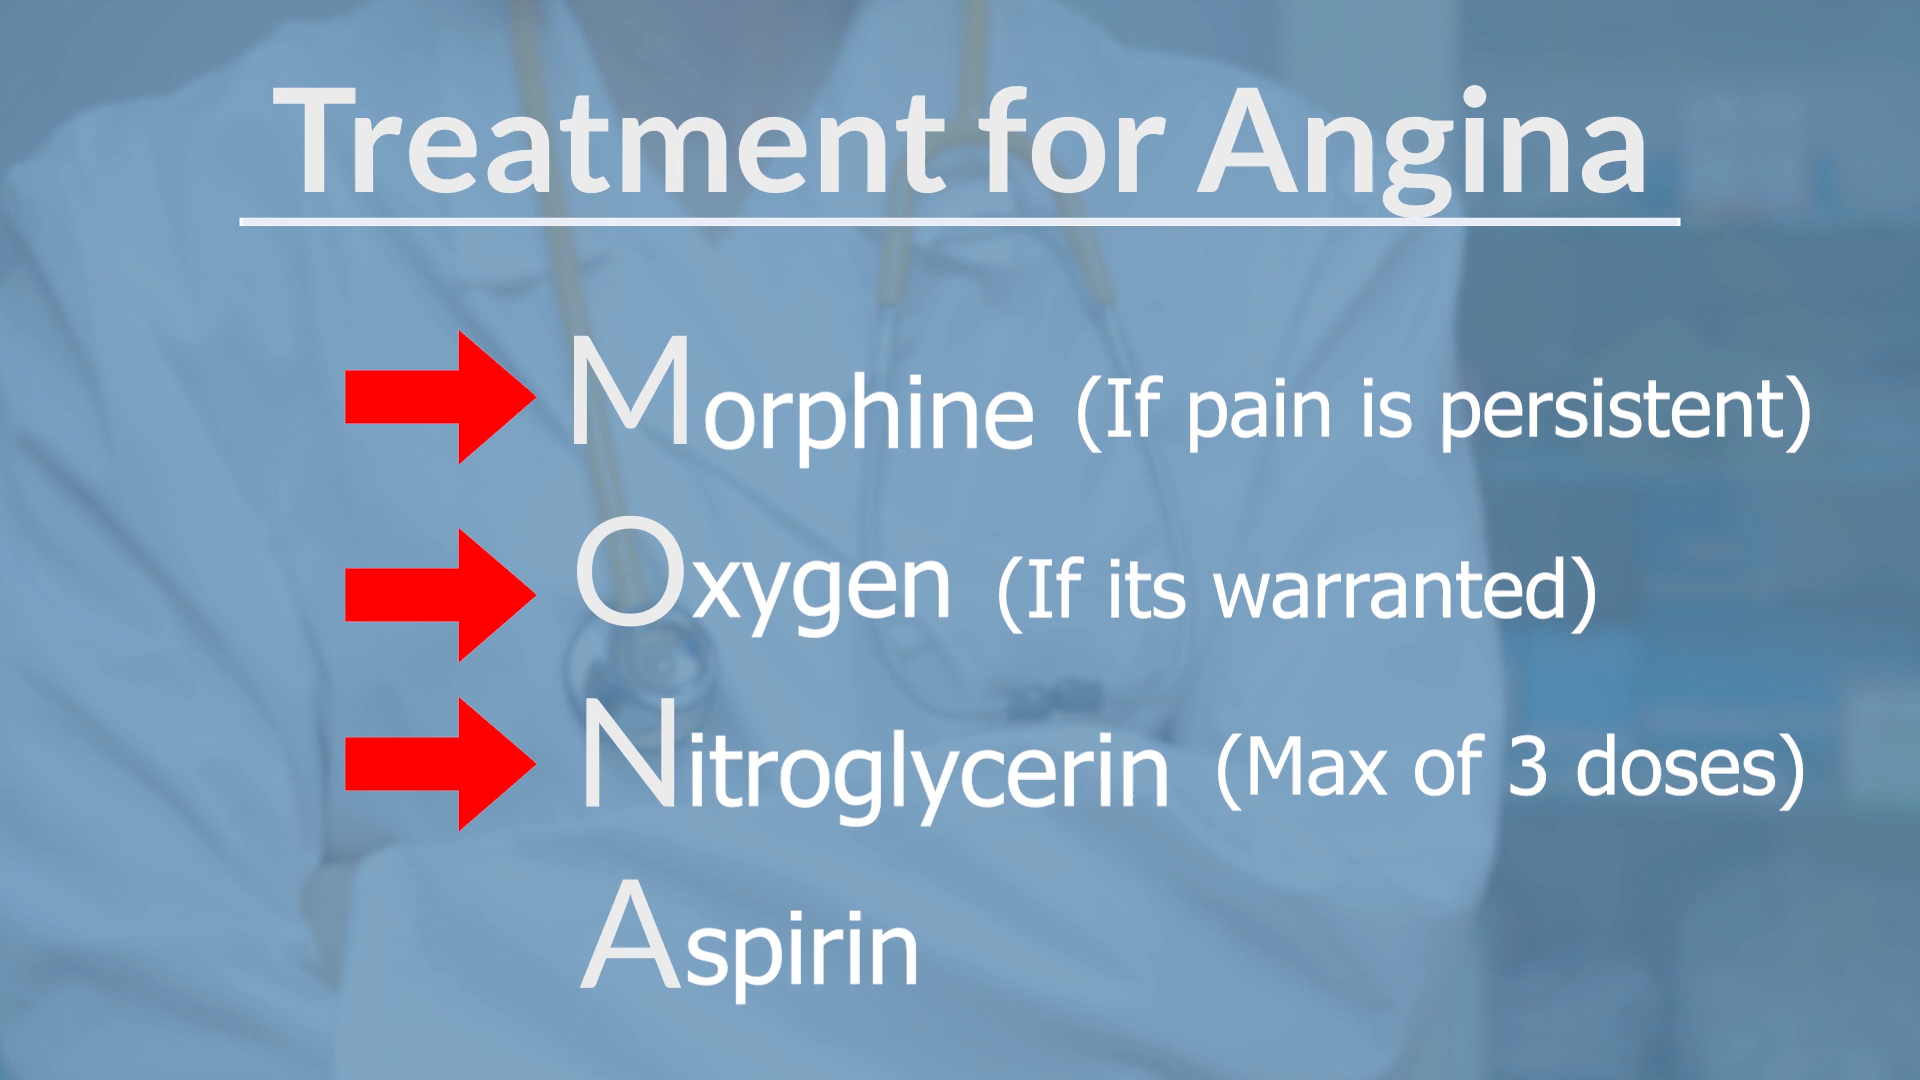 Treatment for Angina
Morphine (If pain is persistent)
Oxygen (If its warranted)
Nitroglycerin (Max of 3 doses)
Aspirin